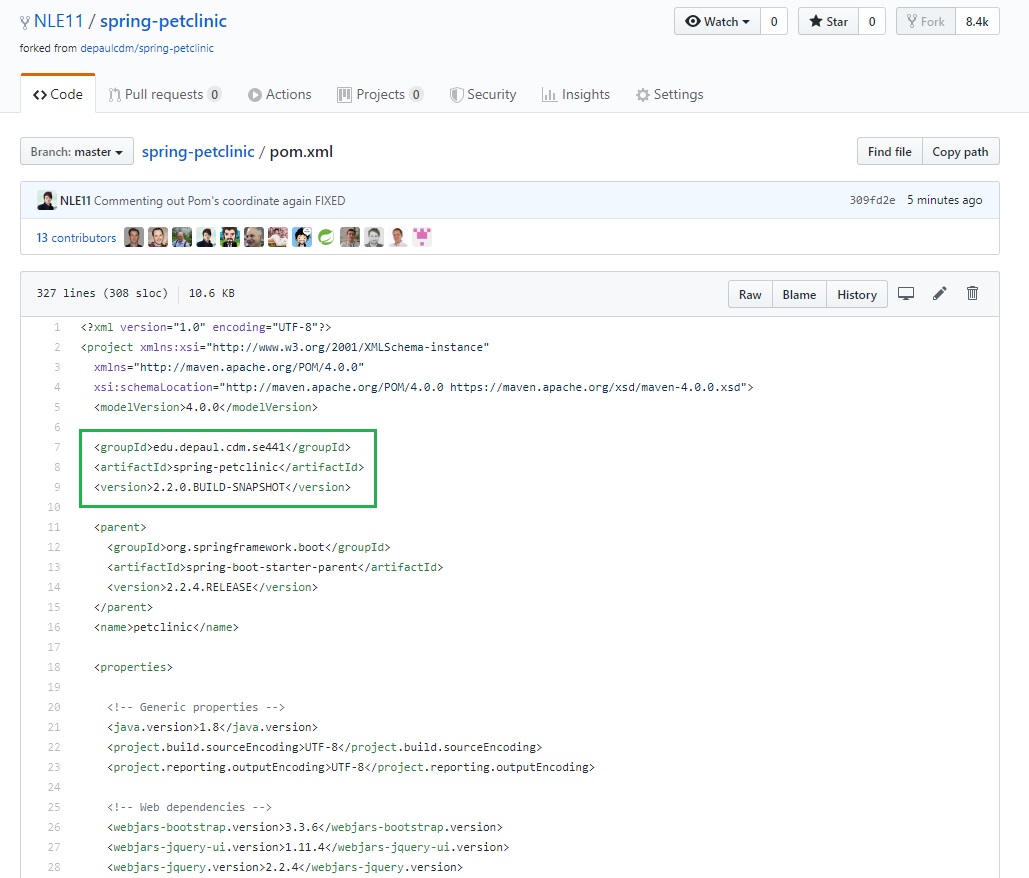 NLE11 / spring-petclinic
Watch 0 Star 0 Fork 8.4k
forked from depaulcdm/spring-petclinic
Code Pull requests 0 Actions Projects 0 Security Insights Settings
Branch: master spring-petclinic / pom.xml Find file Copy path
NLE11 Commenting out Pom's coordinate again FIXED 309fd2e 5 minutes ago
13 contributors
327 lines (308 sloc) 10.6 KB Raw Blame History
1 <?xml version="1.0" encoding="UTF-8"?>
2 <project xmlns:xsi="http://www.w3.org/2001/XMLSchema-instance"
3 xmlns="http://maven.apache.org/POM/4.0.0"
4 xsi:schemaLocation="http://maven.apache.org/POM/4.0.0 https://maven.apache.org/xsd/maven-4.0.0.xsd">
5 <modelVersion>4.0.0</modelVersion>
6
7 <groupId>edu.depaul.cdm.se441</groupId>
8 <artifactId>spring-petclinic</artifactId>
9 <version>2.2.0.BUILD-SNAPSHOT</version>
10
11 <parent>
12 <groupId>org.springframework.boot</groupId>
13 <artifactId>spring-boot-starter-parent</artifactId>
14 <version>2.2.4.RELEASE</version>
15 </parent>
16 <name>petclinic</name>
17
18 <properties>
19
20 <!-- Generic properties -->
21 <java.version>1.8</java.version>
22 <project.build.sourceEncoding>UTF-8</project.build.sourceEncoding>
23 <project.reporting.outputEncoding>UTF-8</project.reporting.outputEncoding>
24
25 <!-- Web dependencies -->
26 <webjars-bootstrap.version>3.3.6</webjars-bootstrap.version>
27 <webjars-jquery-ui.version>1.11.4</webjars-jquery-ui.version>
28 <webjars-jquery.version>2.2.4</webjars-jquery.version>